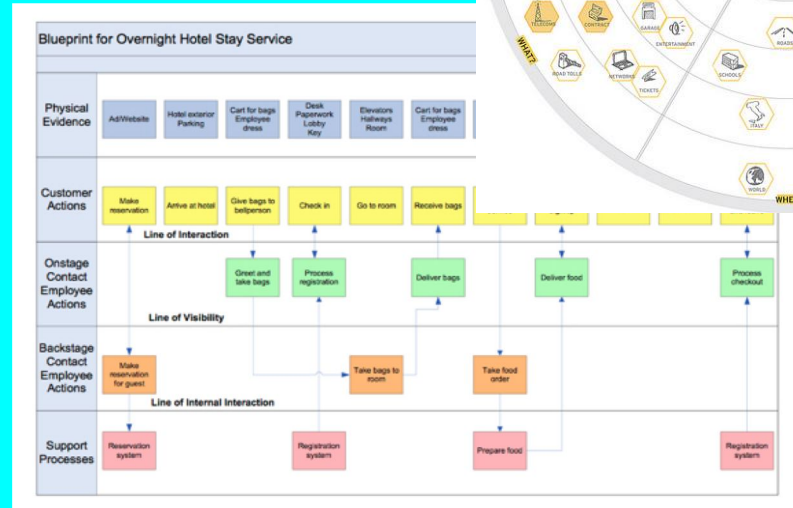 Blueprint for Overnight Hotel Stay Service
Physical
Evidence
Ad/Website
Hotel exterior
Parking
Cart for bags
Employee
dress
Desk
Paperwork
Lobby
Key
Elevators
Hallways
Room
Cart for bags
Employee
dress
Customer
Actions
Make
reservation
Arrive at hotel
Give bags to
bellperson
Check in
Go to room
Receive bags
Line of Interaction
Onstage
Contact
Employee
Actions
Greet and
take bags
Process
registration
Deliver bags
Deliver food
Process
checkout
Line of Visibility
Backstage
Contact
Employee
Actions
Make
reservation
for guest
Take bags to
room
Take food
order
Line of Internal Interaction
Support
Processes
Reservation
system
Registration
system
Prepare food
Registration
system
TELECOMS
CONTRACT
GARAGE
ENTERTAINMENT
ROADS
WHAT?
ROAD TOLLS
NETWORKS
TICKETS
SCHOOLS
ITALY
WORLD